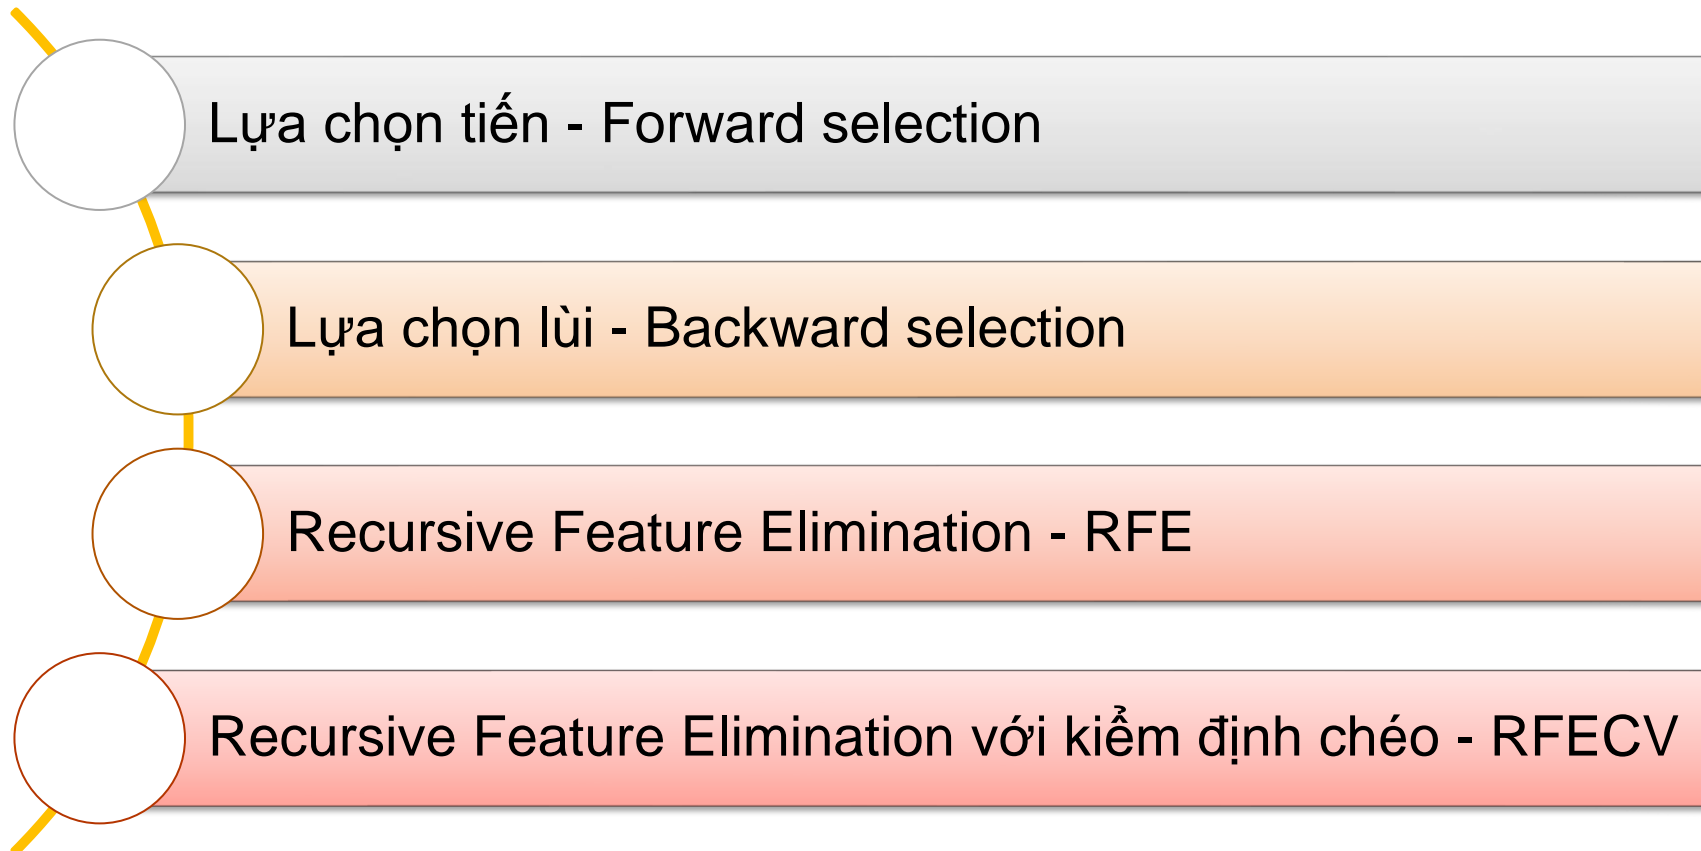 Lựa chọn tiến - Forward selection
Lựa chọn lùi - Backward selection
Recursive Feature Elimination - RFE
Recursive Feature Elimination với kiểm định chéo - RFECV